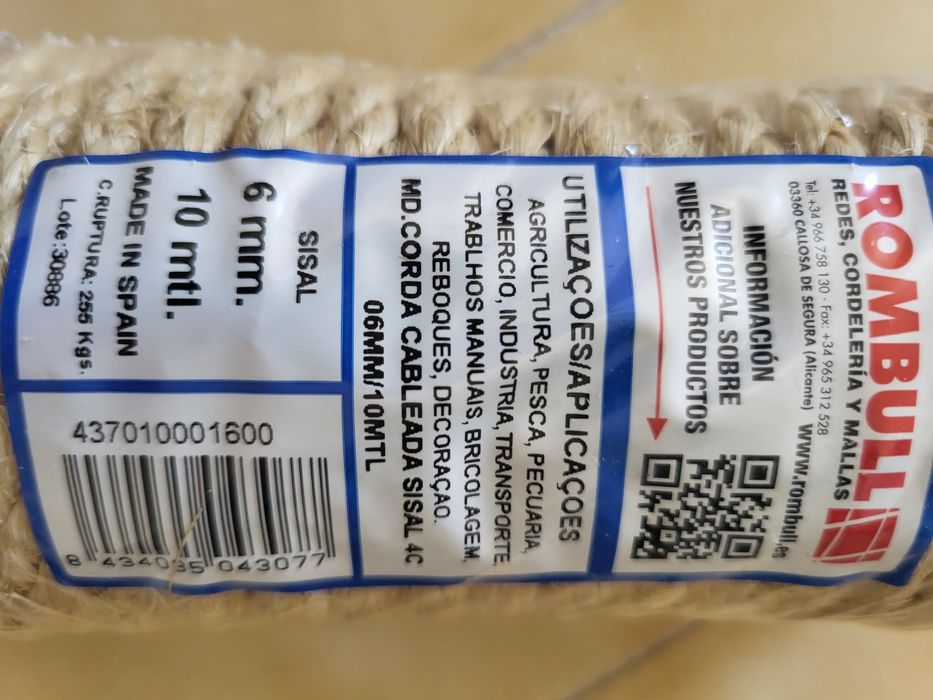 ROMBULL
REDES, CORDELERÍA Y MALLAS
Tel: +34 966 758 130 - Fax: +34 965 312 528
03360 CALLOSA DE SEGURA (Alicante) www.rombull.es
INFORMACIÓN
ADICIONAL SOBRE
NUESTROS PRODUCTOS
UTILIZAÇOES/APLICAÇOES
AGRICULTURA, PESCA, PECUARIA,
COMERCIO, INDUSTRIA, TRANSPORTE
TRABLHOS MANUAIS, BRICOLAGEM,
REBOQUES, DECORAÇAO.
MD.CORDA CABLEADA SISAL 4C
06MM/10MTL
SISAL
6 mm.
10 mtl.
MADE IN SPAIN
C.RUPTURA: 255 Kgs.
Lote:30896
437010001600
8 434035 043077